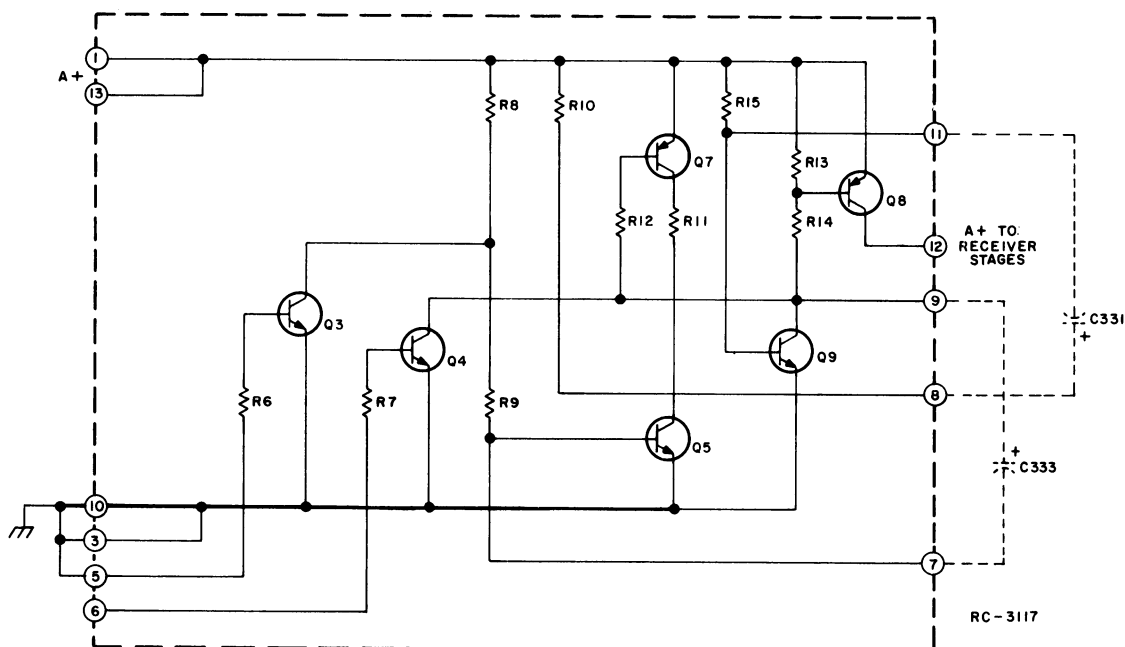 1
A+
13
R8
R10
R15
11
Q7
R13
Q8
R12
R11
R14
12
A+ TO:
RECEIVER
STAGES
9
Q3
C331
+
Q4
Q9
R6
R7
R9
8
Q5
+
C333
10
3
7
5
6
RC-3117